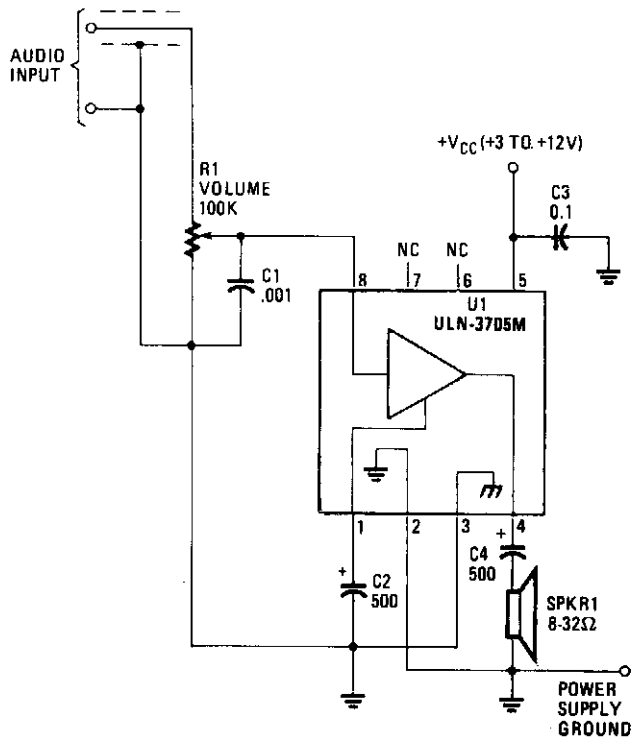 AUDIO
INPUT
R1
VOLUME
100K
C1
.001
+VCC (+3 TO +12V)
C3
0.1
NC
NC
8
7
6
5
U1
ULN-3705M
1
2
3
4
+
C2
500
+
C4
500
SPKR1
8-32Ω
POWER
SUPPLY
GROUND